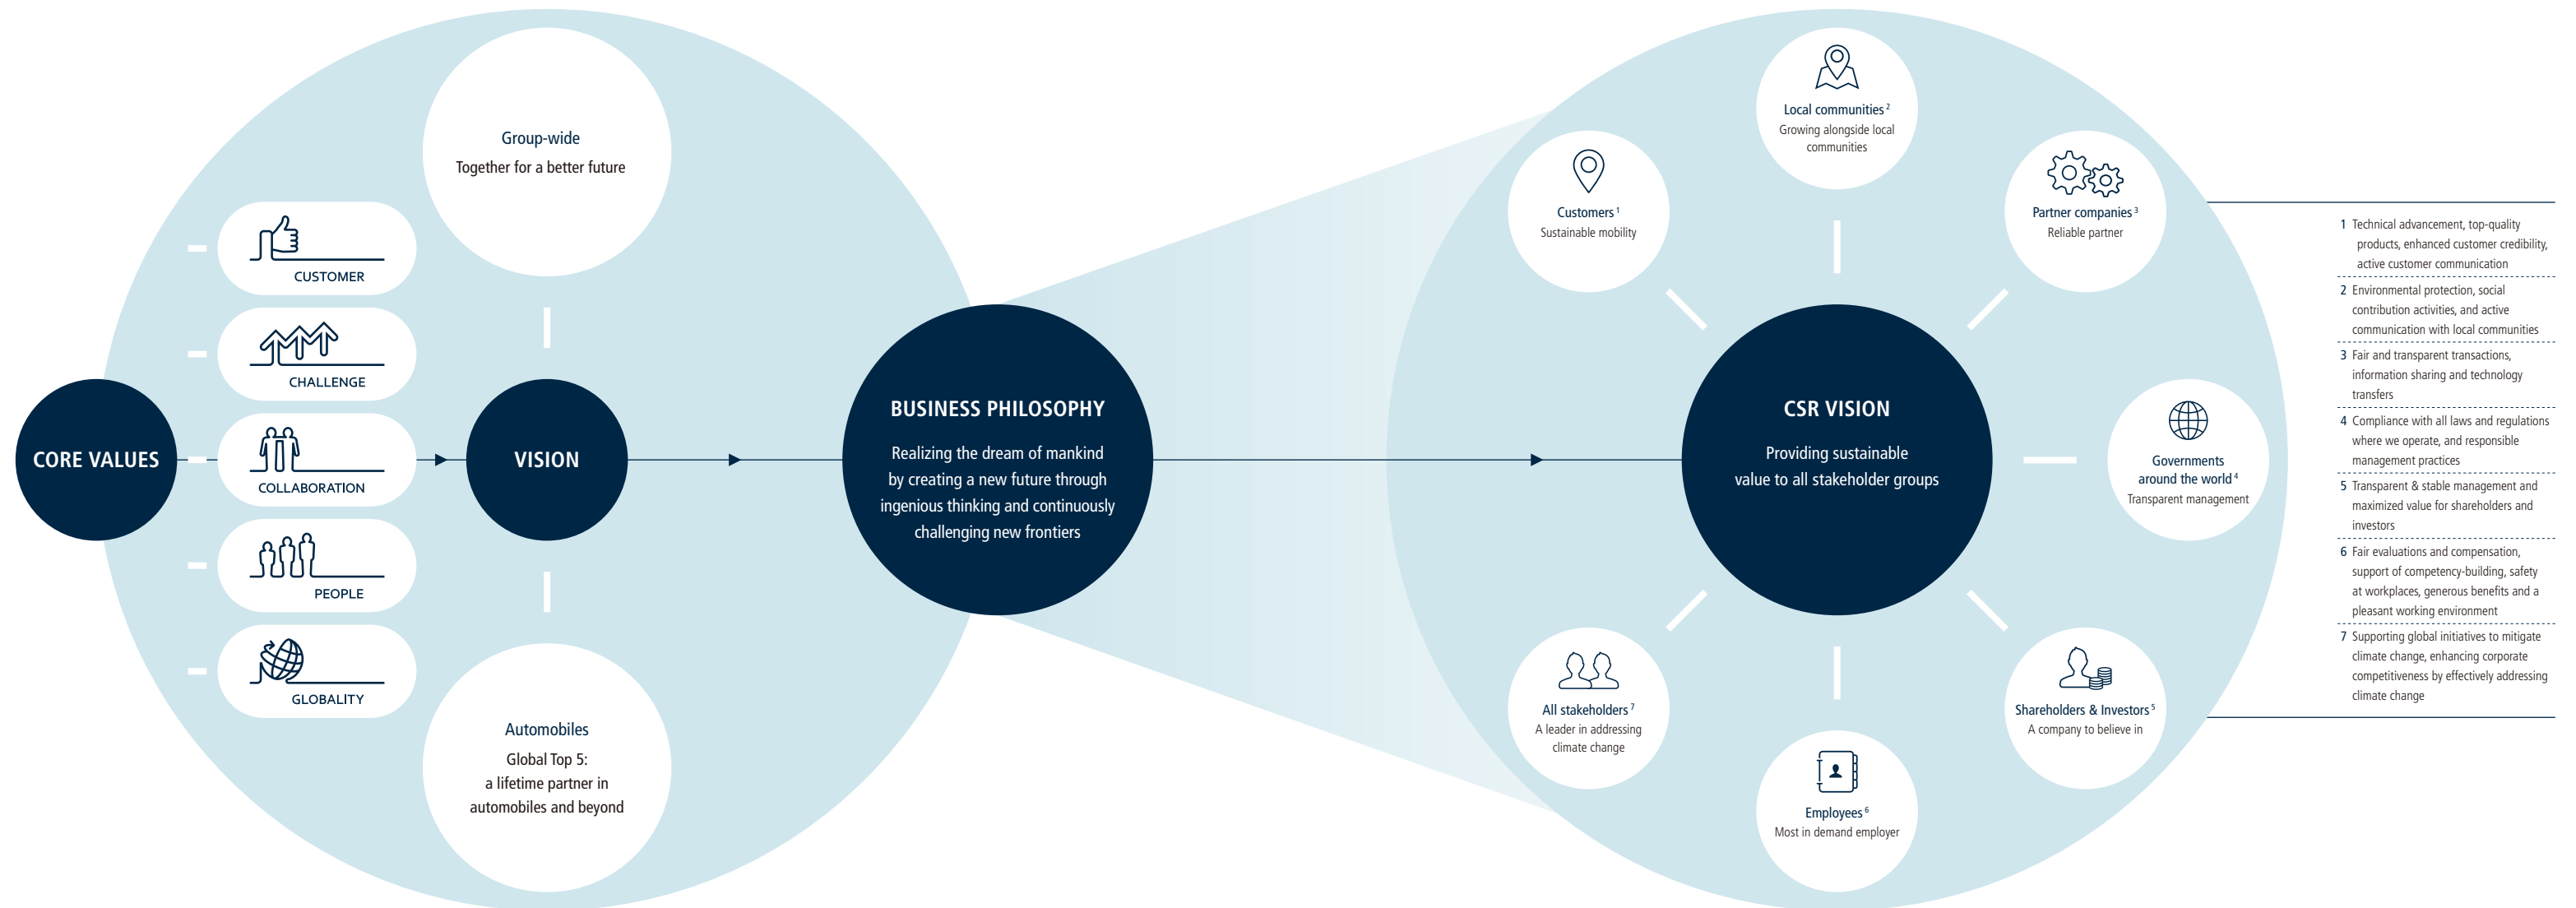 CORE VALUES
CUSTOMER
CHALLENGE
COLLABORATION
PEOPLE
GLOBALITY
Group-wide
Together for a better future
VISION
Automobiles
Global Top 5:
a lifetime partner in
automobiles and beyond
BUSINESS PHILOSOPHY
Realizing the dream of mankind
by creating a new future through
ingenious thinking and continuously
challenging new frontiers
CSR VISION
Providing sustainable
value to all stakeholder groups
Customers 1
Sustainable mobility
Local communities 2
Growing alongside local
communities
Partner companies 3
Reliable partner
Governments
around the world 4
Transparent management
Shareholders & Investors 5
A company to believe in
Employees 6
Most in demand employer
All stakeholders 7
A leader in addressing
climate change
1 Technical advancement, top-quality
products, enhanced customer credibility,
active customer communication
2 Environmental protection, social
contribution activities, and active
communication with local communities
3 Fair and transparent transactions,
information sharing and technology
transfers
4 Compliance with all laws and regulations
where we operate, and responsible
management practices
5 Transparent & stable management and
maximized value for shareholders and
investors
6 Fair evaluations and compensation,
support of competency-building, safety
at workplaces, generous benefits and a
pleasant working environment
7 Supporting global initiatives to mitigate
climate change, enhancing corporate
competitiveness by effectively addressing
climate change